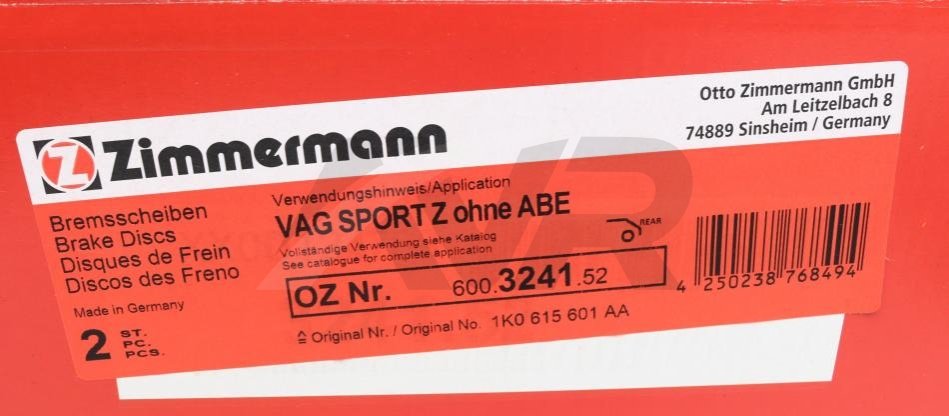 Otto Zimmermann GmbH
Am Leitzelbach 8
74889 Sinsheim / Germany
Z Zimmermann
Bremsscheiben
Brake Discs
Disques de Frein
Discos des Freno
Made in Germany
2 ST.
PC.
PCS.
Verwendungshinweis/Application
VAG SPORT Z ohne ABE
Vollständige Verwendung siehe Katalog
See catalogue for complete application
REAR
OZ Nr. 600.3241.52
≙ Original Nr. / Original No. 1K0 615 601 AA
4 250238 768494